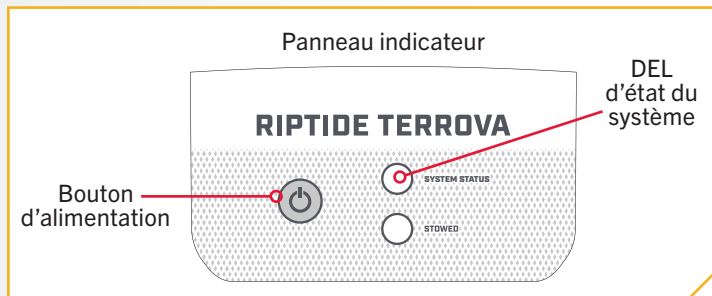 Panneau indicateur
DEL
d’état du
système
RIPTIDE TERROVA
SYSTEM STATUS
Bouton
d’alimentation
STOWED